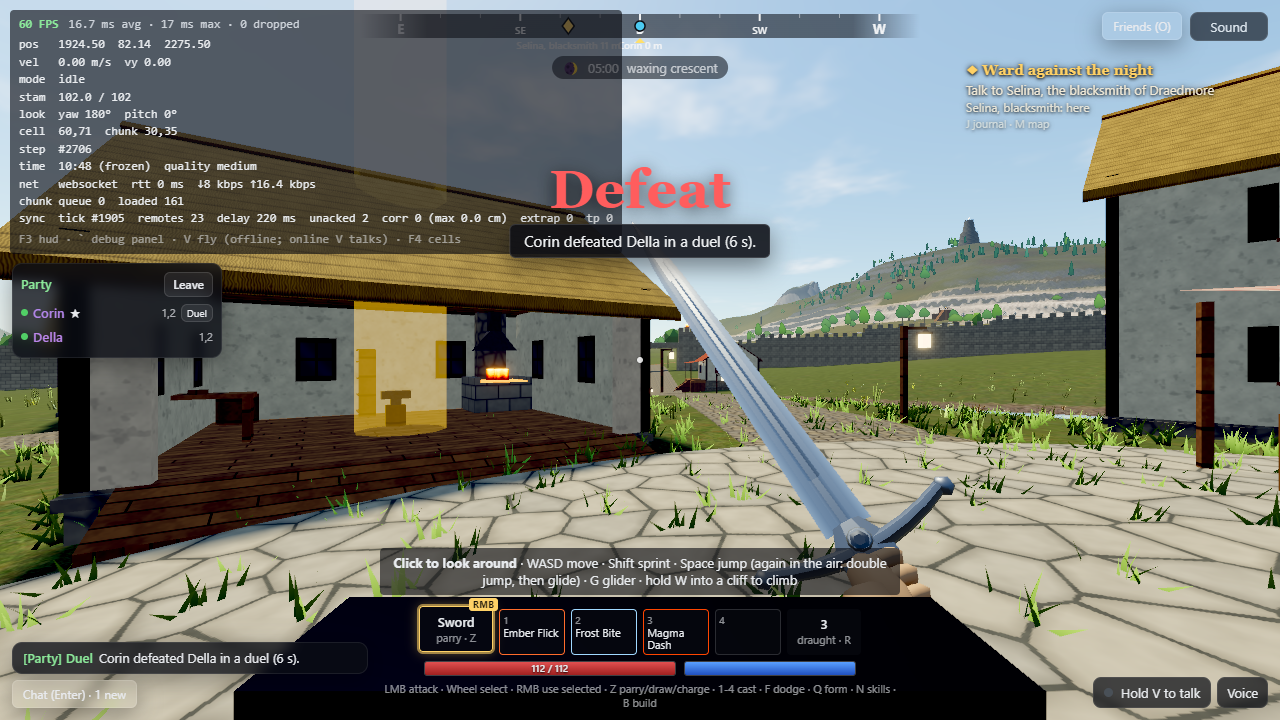 60 FPS 16.7 ms avg · 17 ms max · 0 dropped
pos 1924.50 82.14 2275.50
vel 0.00 m/s vy 0.00
mode idle
stam 102.0 / 102
look yaw 180° pitch 0°
cell 60,71 chunk 30,35
step #2706
time 10:48 (frozen) quality medium
net websocket rtt 0 ms ↓8 kbps ↑16.4 kbps
chunk queue 0 loaded 161
sync tick #1905 remotes 23 delay 220 ms unacked 2 corr 0 (max 0.0 cm) extrap 0 tp 0
F3 hud · ` debug panel · V fly (offline; online V talks) · F4 cells
E SE SW W
Selina, blacksmith 11 m Corin 0 m
05:00 waxing crescent
Friends (O)
Sound
Ward against the night
Talk to Selina, the blacksmith of Draedmore
Selina, blacksmith: here
J journal · M map
Defeat
Corin defeated Della in a duel (6 s).
Party Leave
Corin ★ 1,2 Duel
Della 1,2
Click to look around · WASD move · Shift sprint · Space jump (again in the air: double
jump, then glide) · G glider · hold W into a cliff to climb
RMB
Sword
parry · Z
1 Ember Flick
2 Frost Bite
3 Magma Dash
4
3
draught · R
112 / 112
LMB attack · Wheel select · RMB use selected · Z parry/draw/charge · 1-4 cast · F dodge · Q form · N skills ·
B build
[Party] Duel Corin defeated Della in a duel (6 s).
Chat (Enter) · 1 new
Hold V to talk
Voice